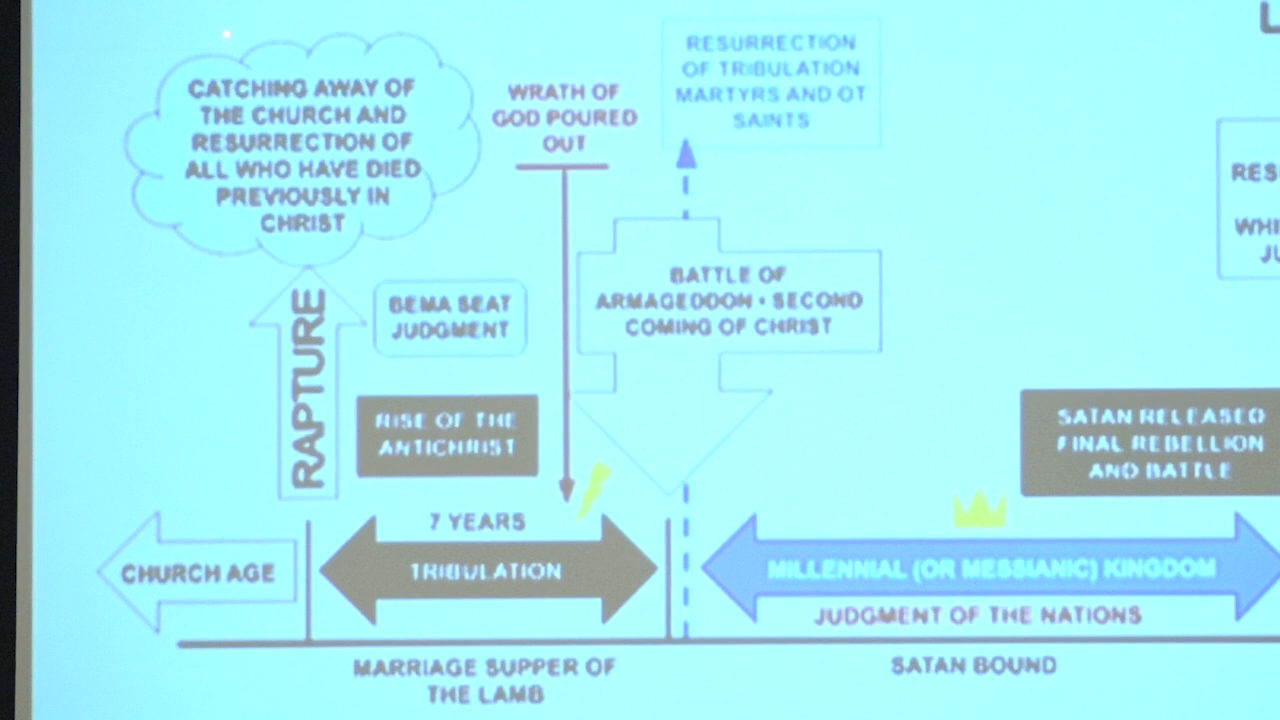 CATCHING AWAY OF
THE CHURCH AND
RESURRECTION OF
ALL WHO HAVE DIED
PREVIOUSLY IN
CHRIST
WRATH OF
GOD POURED
OUT
RESURRECTION
OF TRIBULATION
MARTYRS AND OT
SAINTS
RAPTURE
BEMA SEAT
JUDGMENT
BATTLE OF
ARMAGEDDON • SECOND
COMING OF CHRIST
RISE OF THE
ANTICHRIST
SATAN RELEASED
FINAL REBELLION
AND BATTLE
CHURCH AGE
7 YEARS
TRIBULATION
MILLENNIAL (OR MESSIANIC) KINGDOM
JUDGMENT OF THE NATIONS
MARRIAGE SUPPER OF
THE LAMB
SATAN BOUND